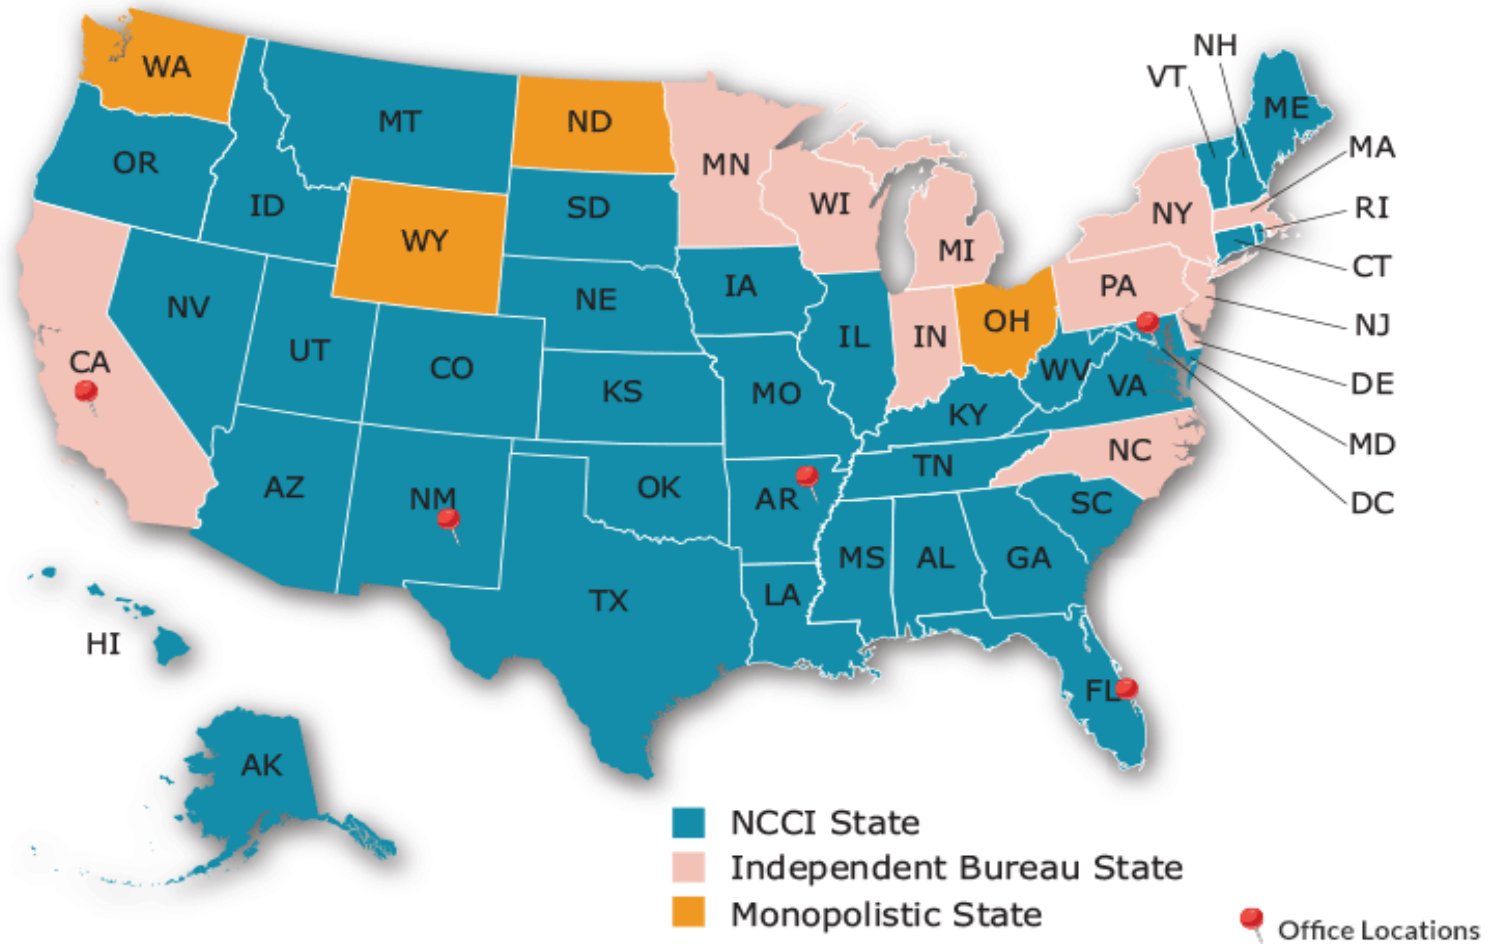 NH
VT
WA
ME
MT
ND
MA
OR
MN
ID
SD
WI
NY
RI
WY
MI
CT
PA
IA
NE
NV
OH
NJ
IL
IN
UT
CA
CO
WV
DE
VA
KS
MO
KY
MD
NC
TN
AZ
NM
OK
AR
SC
DC
MS
AL
GA
LA
TX
HI
FL
AK
NCCI State
Independent Bureau State
Monopolistic State
Office Locations